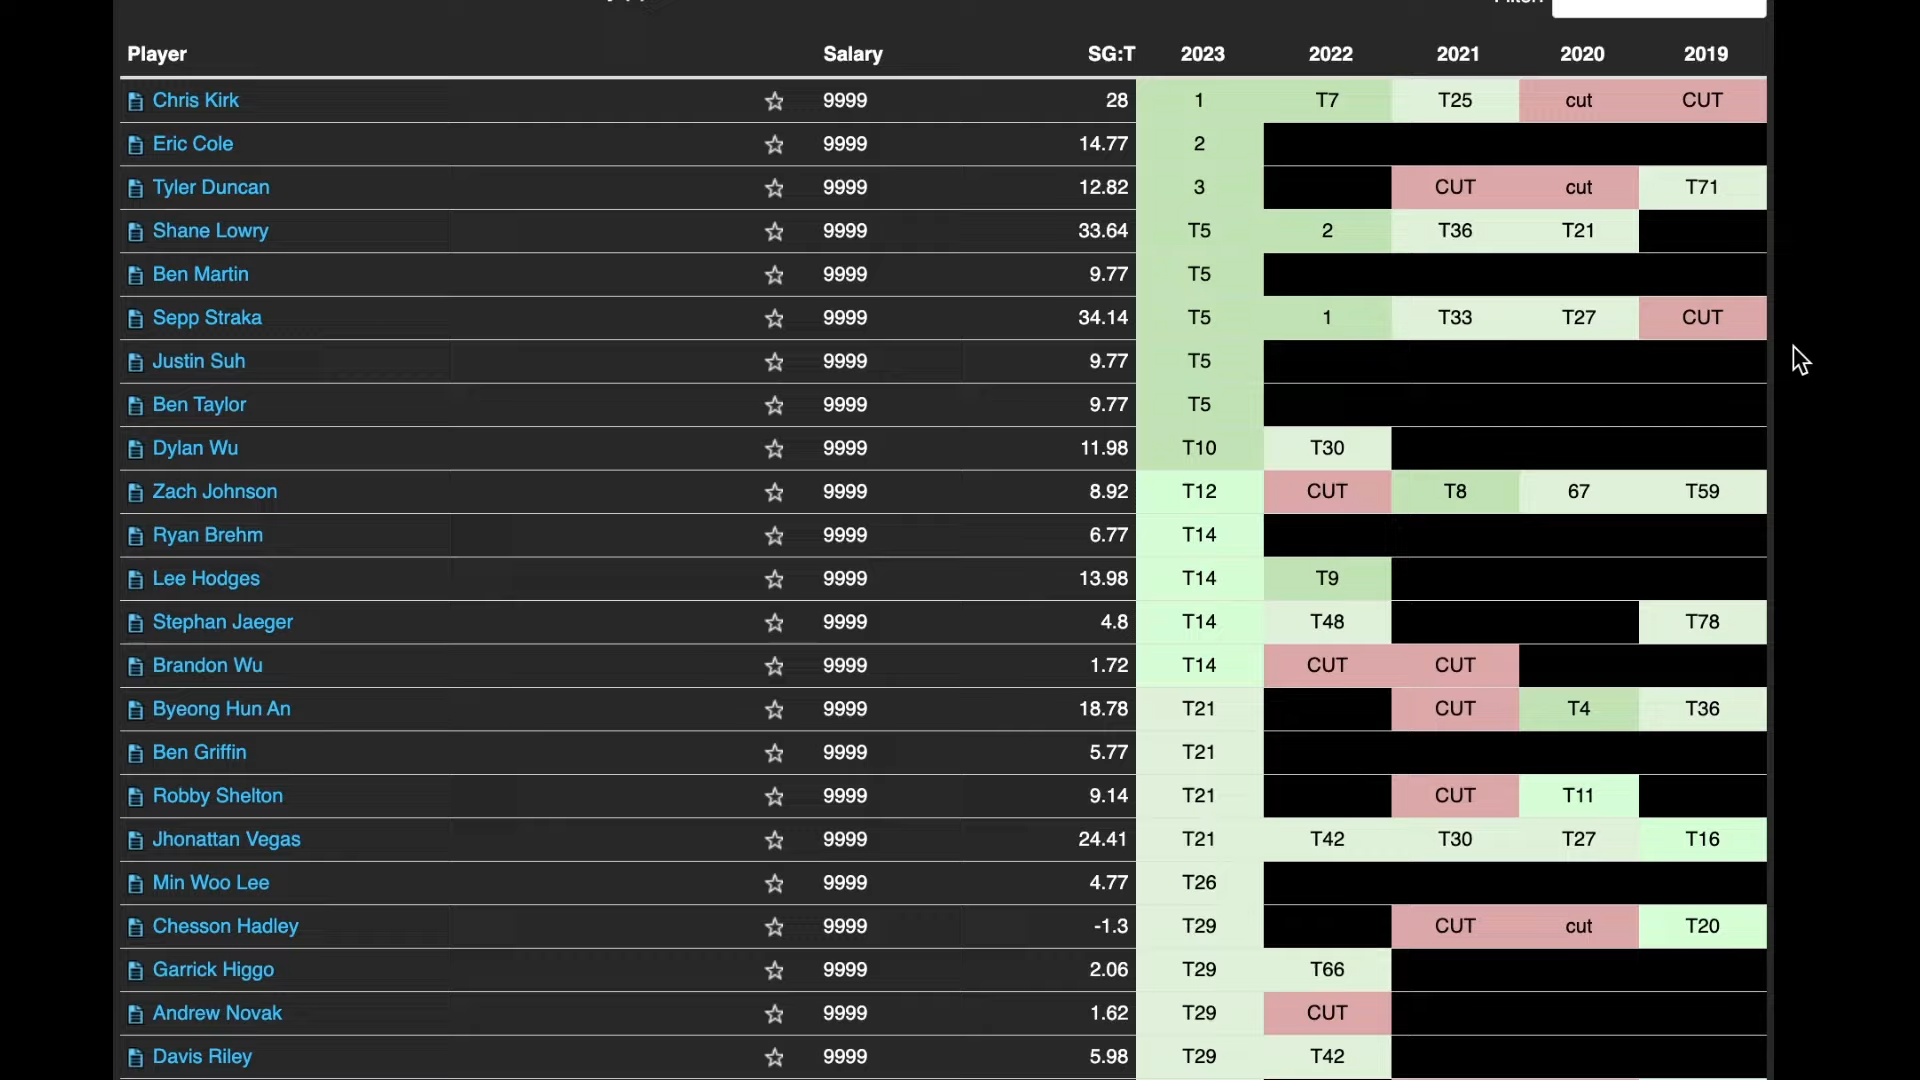 Player Salary SG:T 2023 2022 2021 2020 2019
Chris Kirk 9999 28 1 T7 T25 cut CUT
Eric Cole 9999 14.77 2
Tyler Duncan 9999 12.82 3 CUT cut T71
Shane Lowry 9999 33.64 T5 2 T36 T21
Ben Martin 9999 9.77 T5
Sepp Straka 9999 34.14 T5 1 T33 T27 CUT
Justin Suh 9999 9.77 T5
Ben Taylor 9999 9.77 T5
Dylan Wu 9999 11.98 T10 T30
Zach Johnson 9999 8.92 T12 CUT T8 67 T59
Ryan Brehm 9999 6.77 T14
Lee Hodges 9999 13.98 T14 T9
Stephan Jaeger 9999 4.8 T14 T48 T78
Brandon Wu 9999 1.72 T14 CUT CUT
Byeong Hun An 9999 18.78 T21 CUT T4 T36
Ben Griffin 9999 5.77 T21
Robby Shelton 9999 9.14 T21 CUT T11
Jhonattan Vegas 9999 24.41 T21 T42 T30 T27 T16
Min Woo Lee 9999 4.77 T26
Chesson Hadley 9999 -1.3 T29 CUT cut T20
Garrick Higgo 9999 2.06 T29 T66
Andrew Novak 9999 1.62 T29 CUT
Davis Riley 9999 5.98 T29 T42